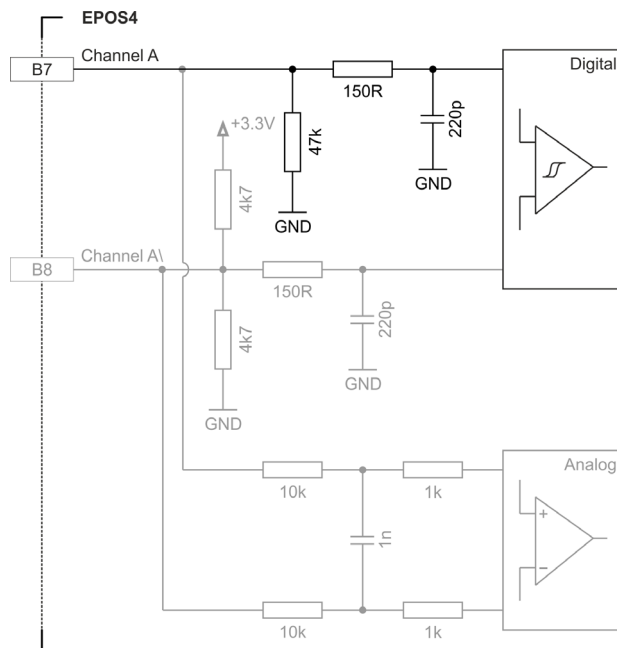 EPOS4
B7
Channel A
Digital
150R
220p
+3.3V
47k
GND
4k7
GND
B8
Channel A\
150R
220p
4k7
GND
GND
Analog
10k
1k
+
1n
−
10k
1k